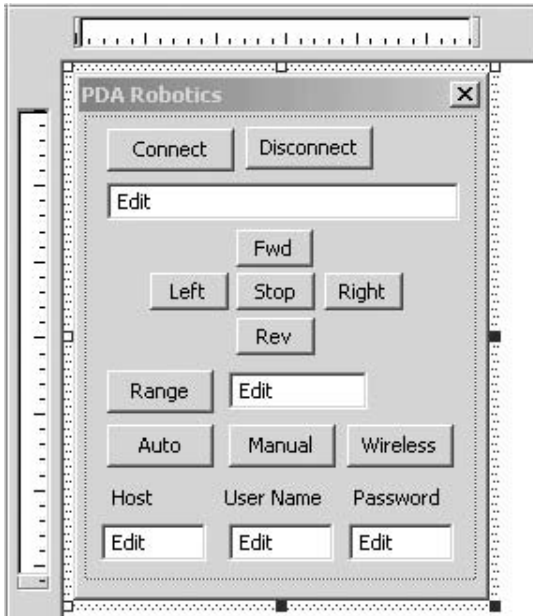 PDA Robotics
Connect Disconnect
Edit
Fwd
Left Stop Right
Rev
Range Edit
Auto Manual Wireless
Host User Name Password
Edit Edit Edit